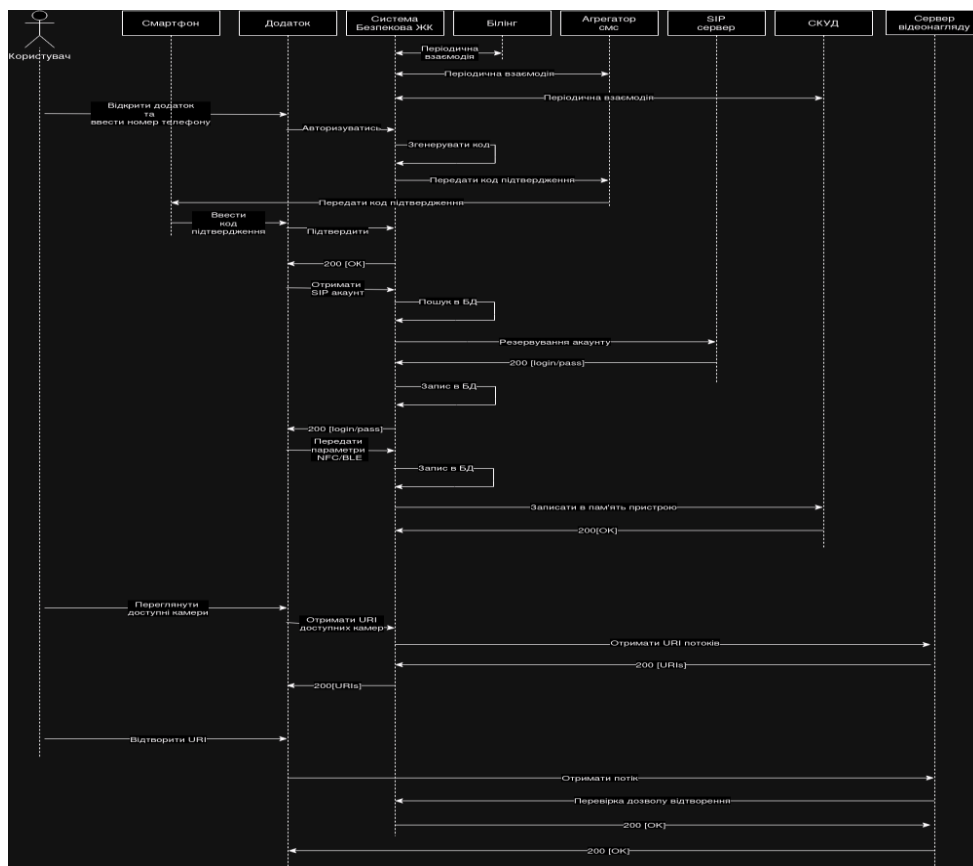 Користувач
Смартфон
Додаток
Система
Безпекова ЖК
Білінг
Агрегатор
смс
SIP
сервер
СКУД
Сервер
відеонагляду
Періодична
взаємодія
Періодична взаємодія
Періодична взаємодія
Відкрити додаток
та
ввести номер телефону
Авторизуватись
Згенерувати код
Передати код підтвердження
Передати код підтвердження
Ввести
код
підтвердження
Підтвердити
200 [OK]
Отримати
SIP акаунт
Пошук в БД
Резервування акаунту
200 [login/pass]
Запис в БД
200 [login/pass]
Передати
параметри
NFC/BLE
Запис в БД
Записати в пам'ять пристрою
200[OK]
Переглянути
доступні камери
Отримати URI
доступних камер
Отримати URI потоків
200 [URIs]
200[URIs]
Відтворити URI
Отримати потік
Перевірка дозволу відтворення
200 [OK]
200 [OK]